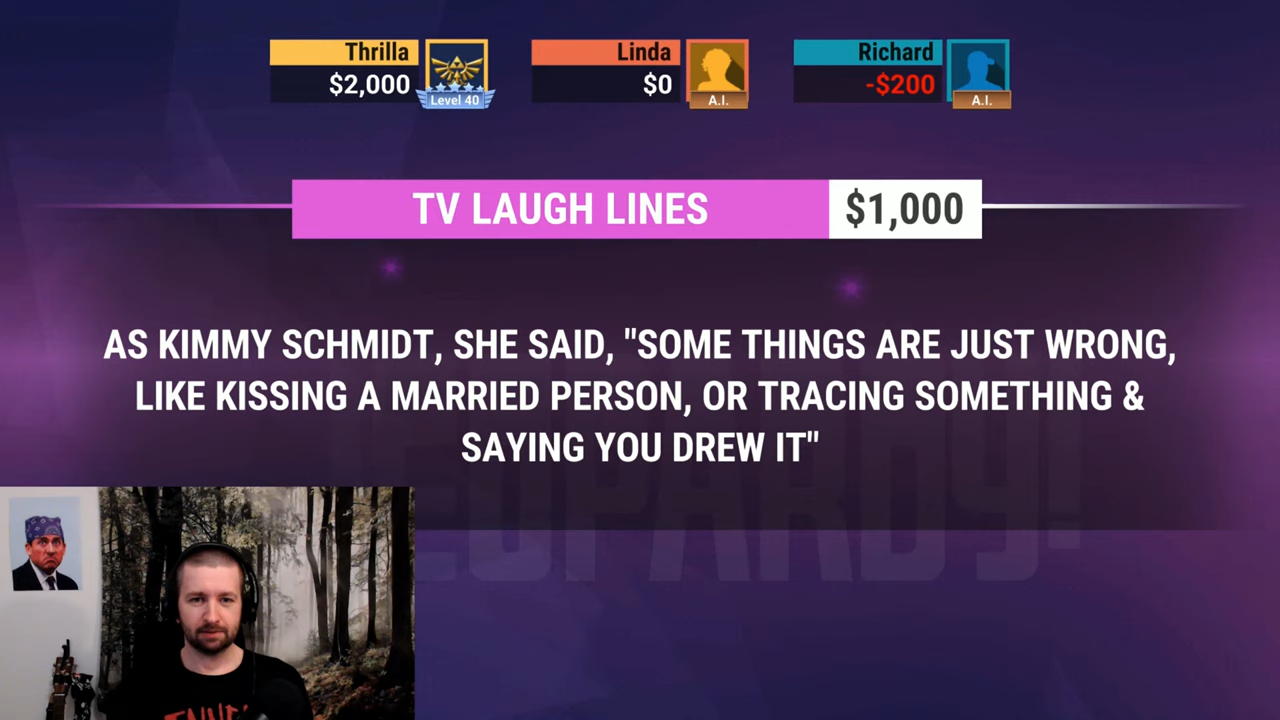 Thrilla
$2,000
Level 40
Linda
$0
A.I.
Richard
-$200
A.I.
TV LAUGH LINES
$1,000
AS KIMMY SCHMIDT, SHE SAID, "SOME THINGS ARE JUST WRONG,
LIKE KISSING A MARRIED PERSON, OR TRACING SOMETHING &
SAYING YOU DREW IT"
JEOPARDY!